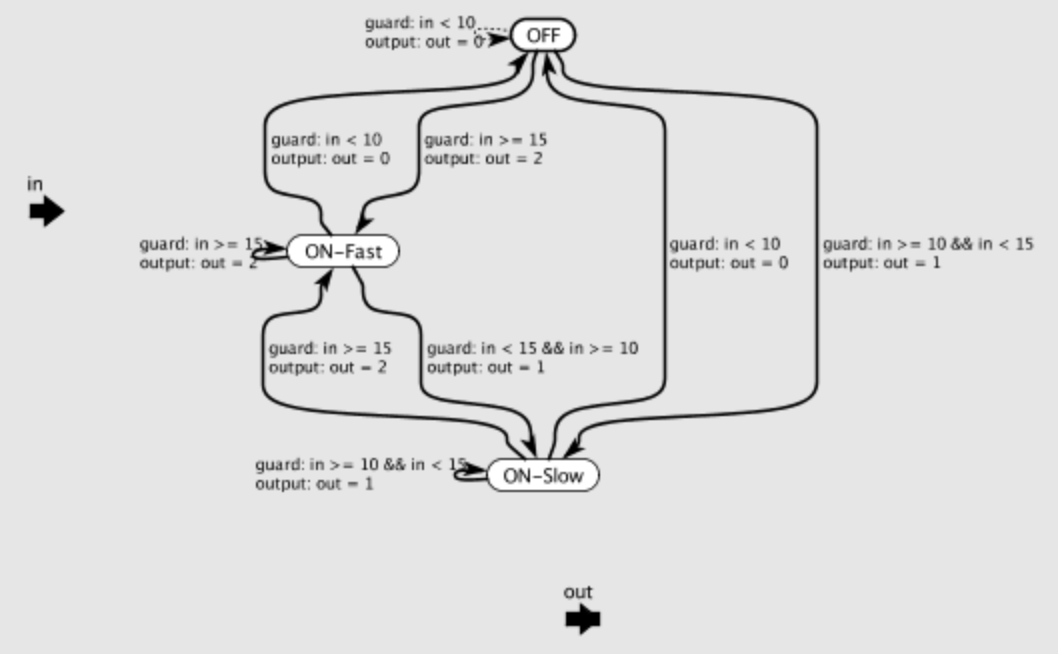 guard: in < 10
output: out = 0
OFF
guard: in < 10
output: out = 0
guard: in >= 15
output: out = 2
in
guard: in >= 15
output: out = 2
ON-Fast
guard: in < 10
output: out = 0
guard: in >= 10 && in < 15
output: out = 1
guard: in >= 15
output: out = 2
guard: in < 15 && in >= 10
output: out = 1
guard: in >= 10 && in < 15
output: out = 1
ON-Slow
out